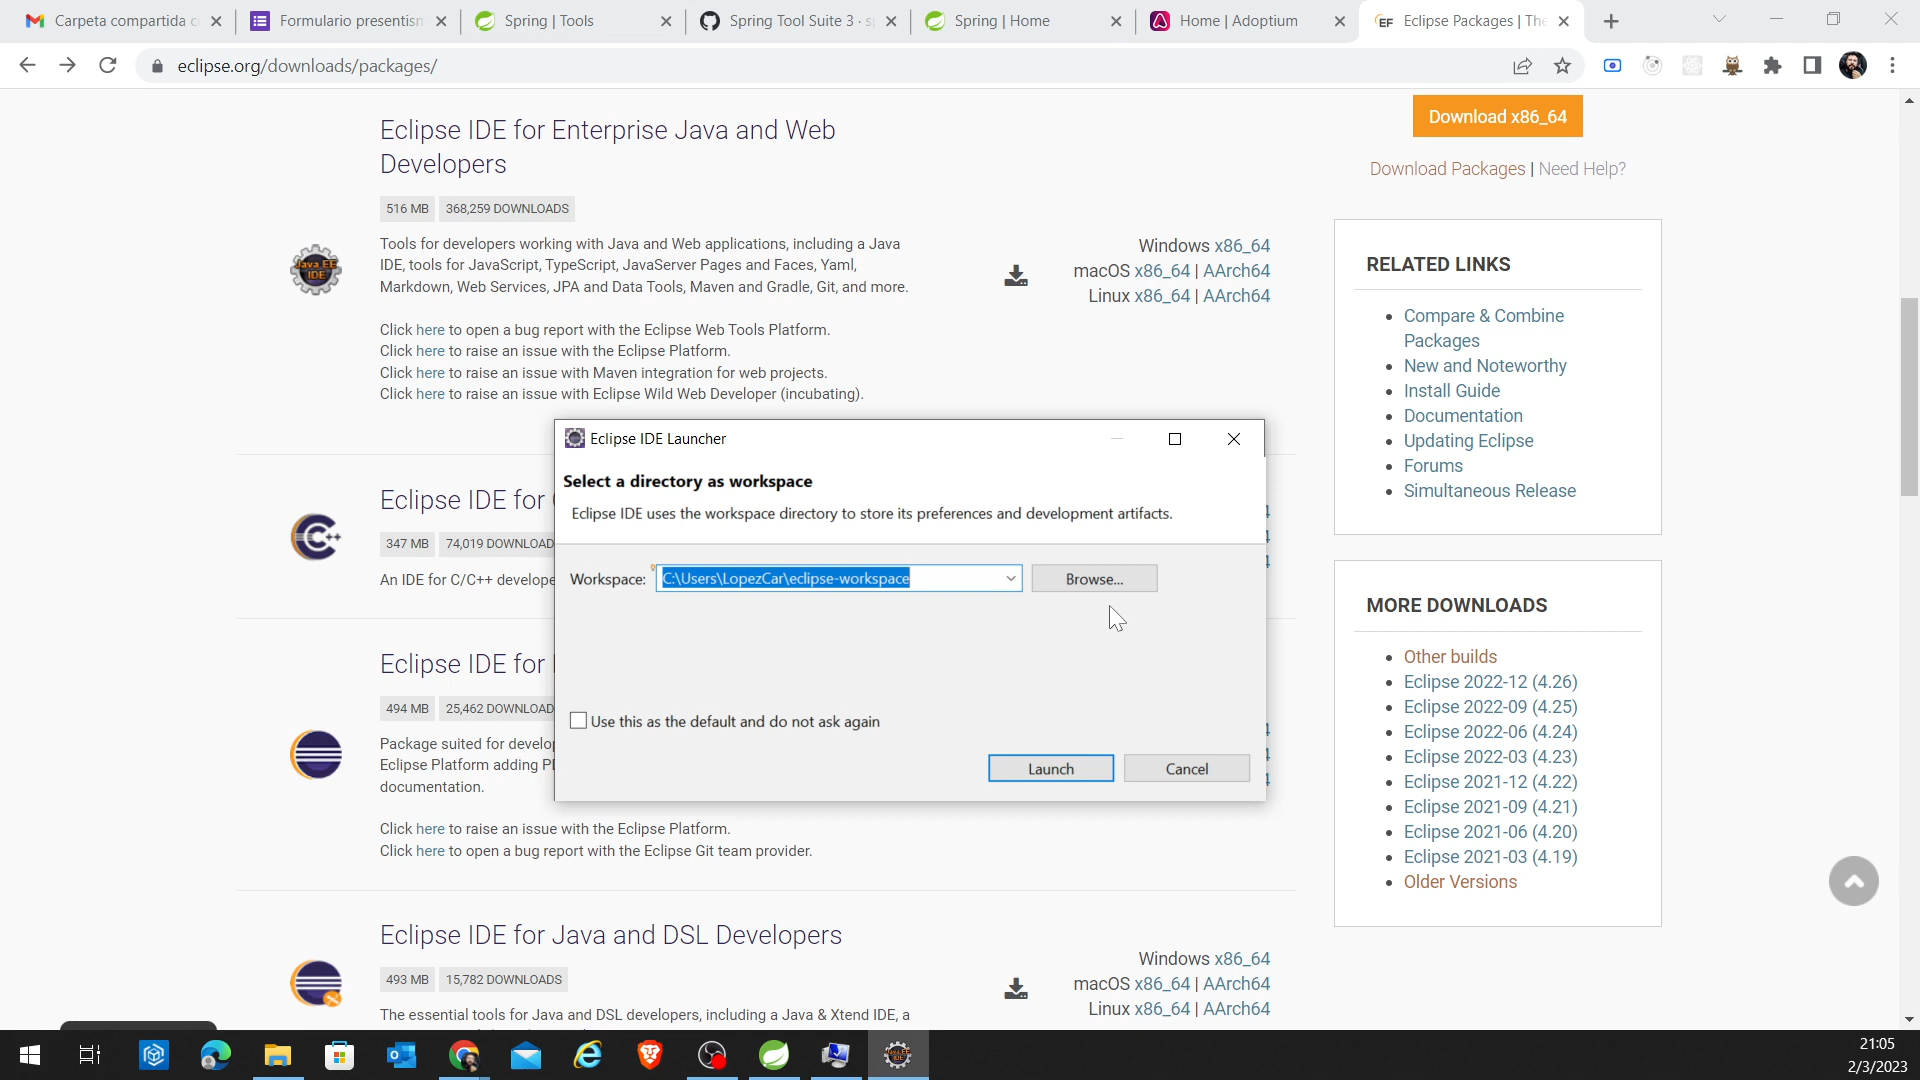 Carpeta compartida c
Formulario presentism
Spring | Tools
Spring Tool Suite 3 · s
Spring | Home
Home | Adoptium
EF Eclipse Packages | The
eclipse.org/downloads/packages/
Eclipse IDE for Enterprise Java and Web
Developers
516 MB 368,259 DOWNLOADS
Java EE
IDE
Tools for developers working with Java and Web applications, including a Java
IDE, tools for JavaScript, TypeScript, JavaServer Pages and Faces, Yaml,
Markdown, Web Services, JPA and Data Tools, Maven and Gradle, Git, and more.
Windows x86_64
macOS x86_64 | AArch64
Linux x86_64 | AArch64
Click here to open a bug report with the Eclipse Web Tools Platform.
Click here to raise an issue with the Eclipse Platform.
Click here to raise an issue with Maven integration for web projects.
Click here to raise an issue with Eclipse Wild Web Developer (incubating).
Eclipse IDE for
347 MB 74,019 DOWNLOAD
C++
An IDE for C/C++ develope
Eclipse IDE for
494 MB 25,462 DOWNLOAD
Package suited for develo
Eclipse Platform adding
documentation.
Click here to raise an issue with the Eclipse Platform.
Click here to open a bug report with the Eclipse Git team provider.
Eclipse IDE for Java and DSL Developers
493 MB 15,782 DOWNLOADS
The essential tools for Java and DSL developers, including a Java & Xtend IDE, a
Windows x86_64
macOS x86_64 | AArch64
Linux x86_64 | AArch64
Eclipse IDE Launcher
Select a directory as workspace
Eclipse IDE uses the workspace directory to store its preferences and development artifacts.
Workspace: C:\Users\LopezCar\eclipse-workspace Browse...
Use this as the default and do not ask again
Launch Cancel
Download x86_64
Download Packages | Need Help?
RELATED LINKS
Compare & Combine
Packages
New and Noteworthy
Install Guide
Documentation
Updating Eclipse
Forums
Simultaneous Release
MORE DOWNLOADS
Other builds
Eclipse 2022-12 (4.26)
Eclipse 2022-09 (4.25)
Eclipse 2022-06 (4.24)
Eclipse 2022-03 (4.23)
Eclipse 2021-12 (4.22)
Eclipse 2021-09 (4.21)
Eclipse 2021-06 (4.20)
Eclipse 2021-03 (4.19)
Older Versions
21:05
2/3/2023